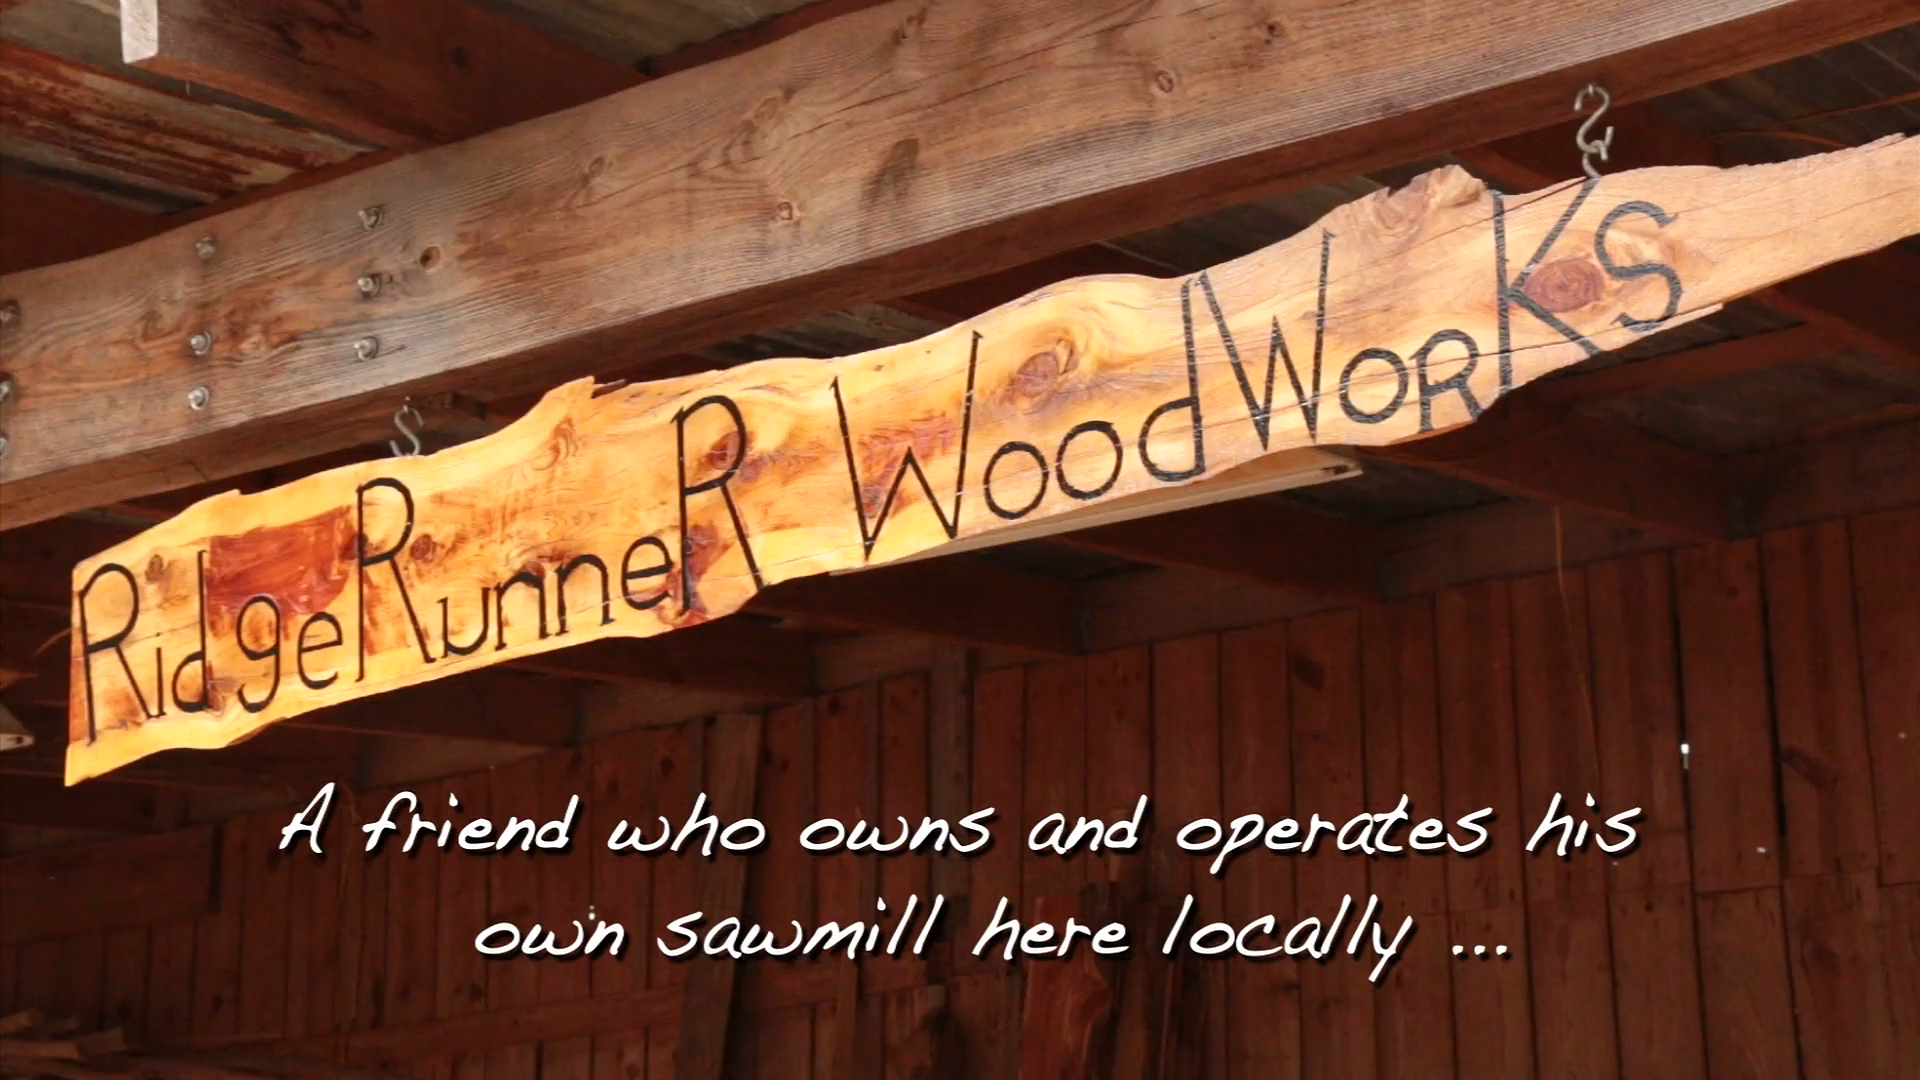 RidgeRunneR WoodWorKS
A friend who owns and operates his
own sawmill here locally ...